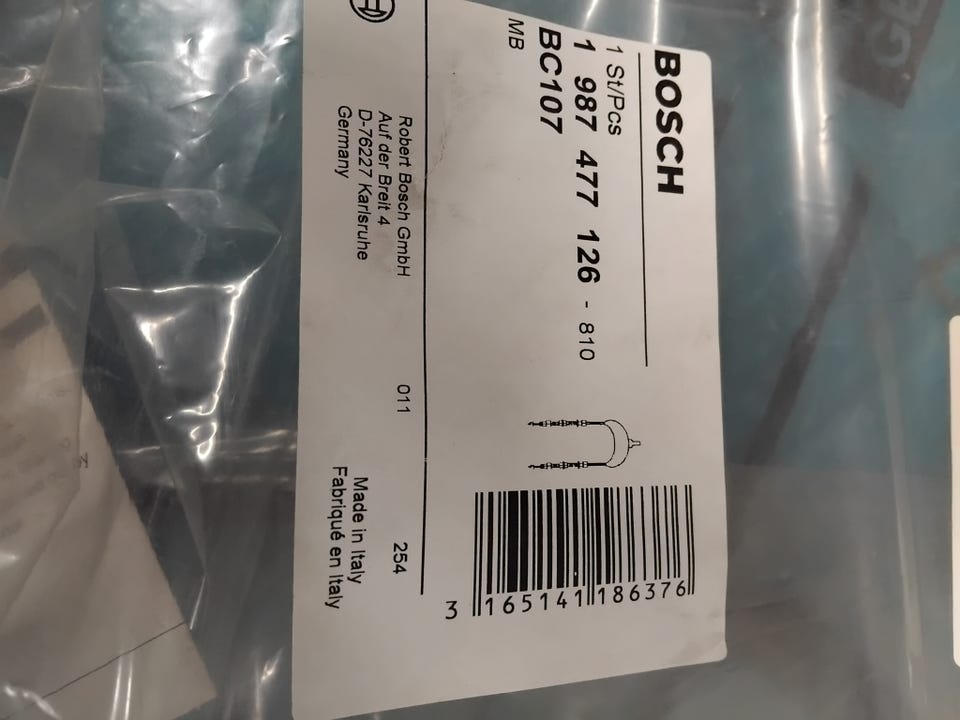 BOSCH
1 St/Pcs
1 987 477 126 - 810
BC107
MB
3 165141 186376
Robert Bosch GmbH
Auf der Breit 4
D-76227 Karlsruhe
Germany
011
254
Made in Italy
Fabriqué en Italy
GE